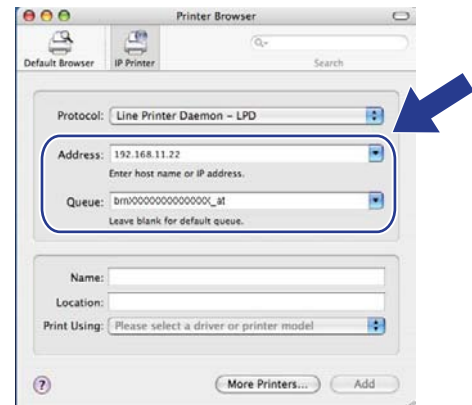 Printer Browser
Default Browser
IP Printer
Search
Protocol: Line Printer Daemon – LPD
Address: 192.168.11.22
Enter host name or IP address.
Queue: brnXXXXXXXXXXXX_at
Leave blank for default queue.
Name:
Location:
Print Using: Please select a driver or printer model
?
More Printers...
Add